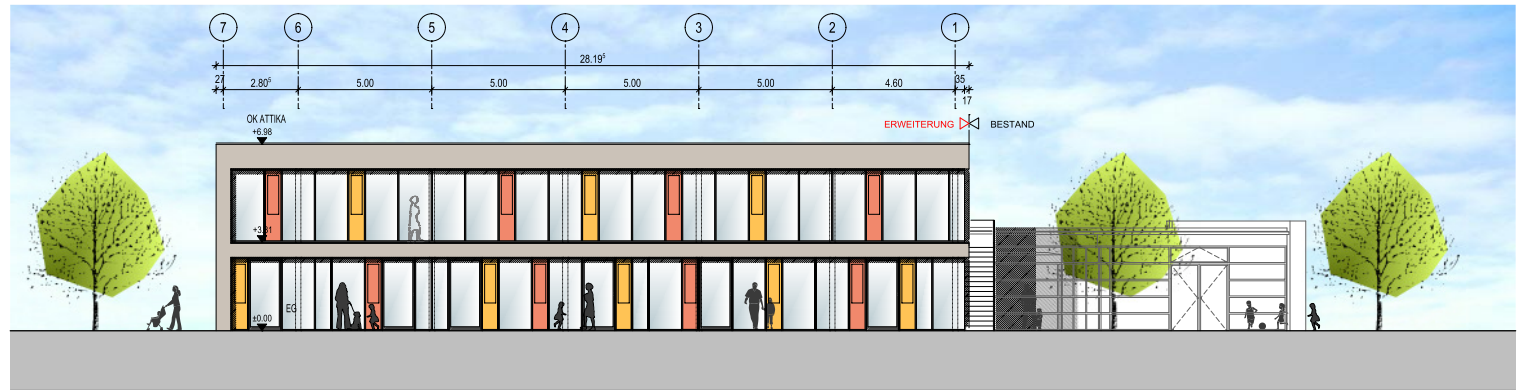 7 6 5 4 3 2 1
28.19⁵
27 2.80⁵ 5.00 5.00 5.00 5.00 4.60 35
17
OK ATTIKA
+6.98
ERWEITERUNG BESTAND
+3.31
EG
±0.00